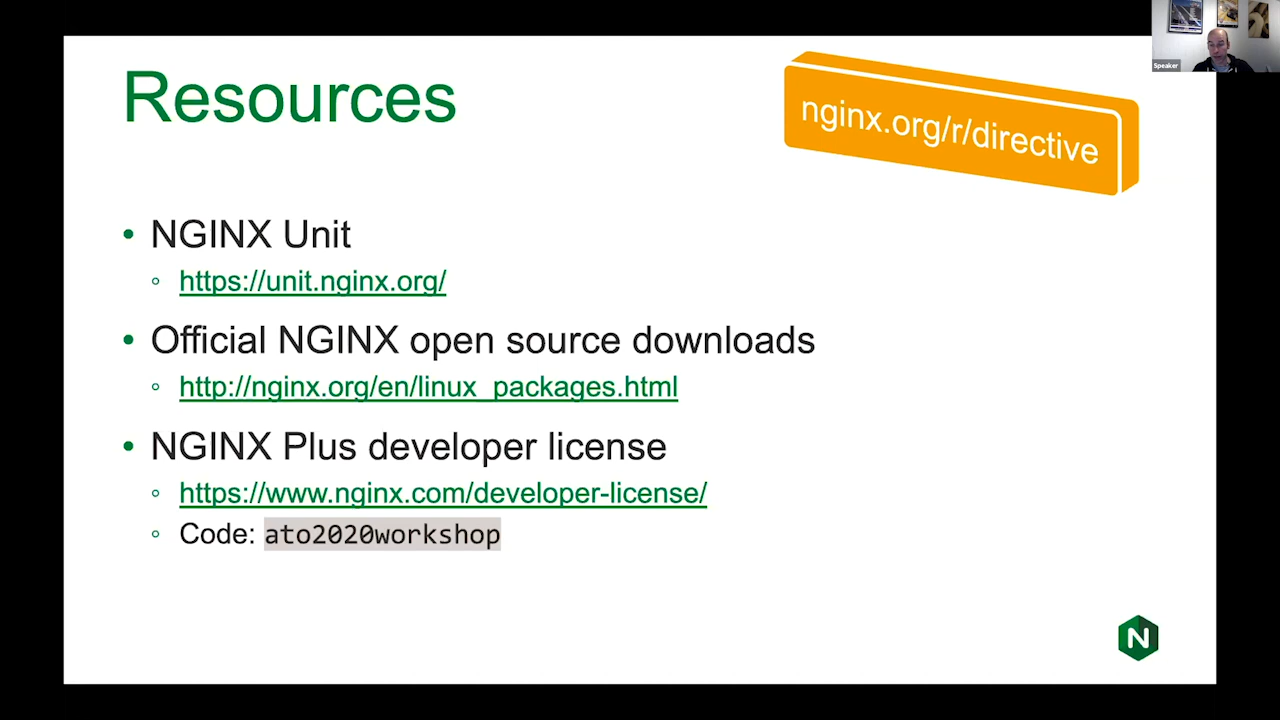 Resources
nginx.org/r/directive
Speaker
• NGINX Unit
◦ https://unit.nginx.org/
• Official NGINX open source downloads
◦ http://nginx.org/en/linux_packages.html
• NGINX Plus developer license
◦ https://www.nginx.com/developer-license/
◦ Code: ato2020workshop
N